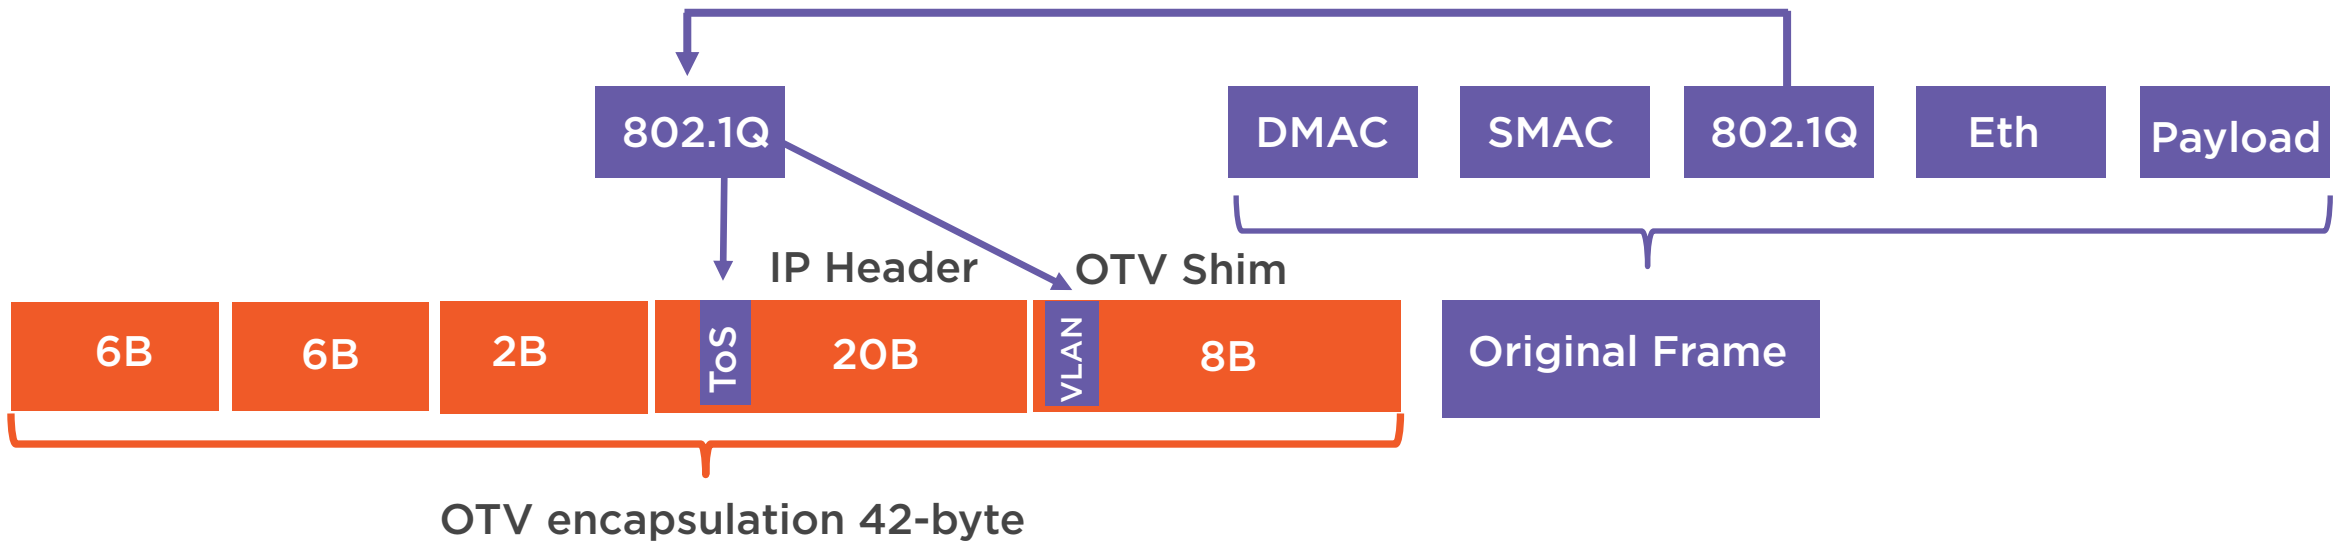 802.1Q
DMAC
SMAC
802.1Q
Eth
Payload
IP Header
OTV Shim
6B
6B
2B
ToS
20B
VLAN
8B
Original Frame
OTV encapsulation 42-byte